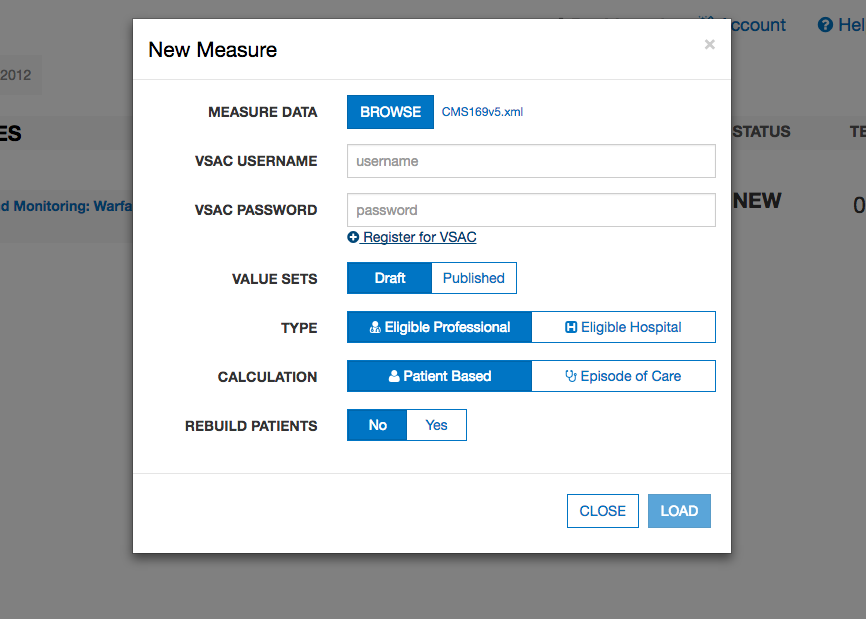 Account
Hel
New Measure
×
2012
MEASURE DATA BROWSE CMS169v5.xml
ES
STATUS TE
VSAC USERNAME username
NEW
d Monitoring: Warfa
VSAC PASSWORD password
Register for VSAC
VALUE SETS Draft Published
TYPE Eligible Professional H Eligible Hospital
CALCULATION Patient Based Episode of Care
REBUILD PATIENTS No Yes
CLOSE LOAD